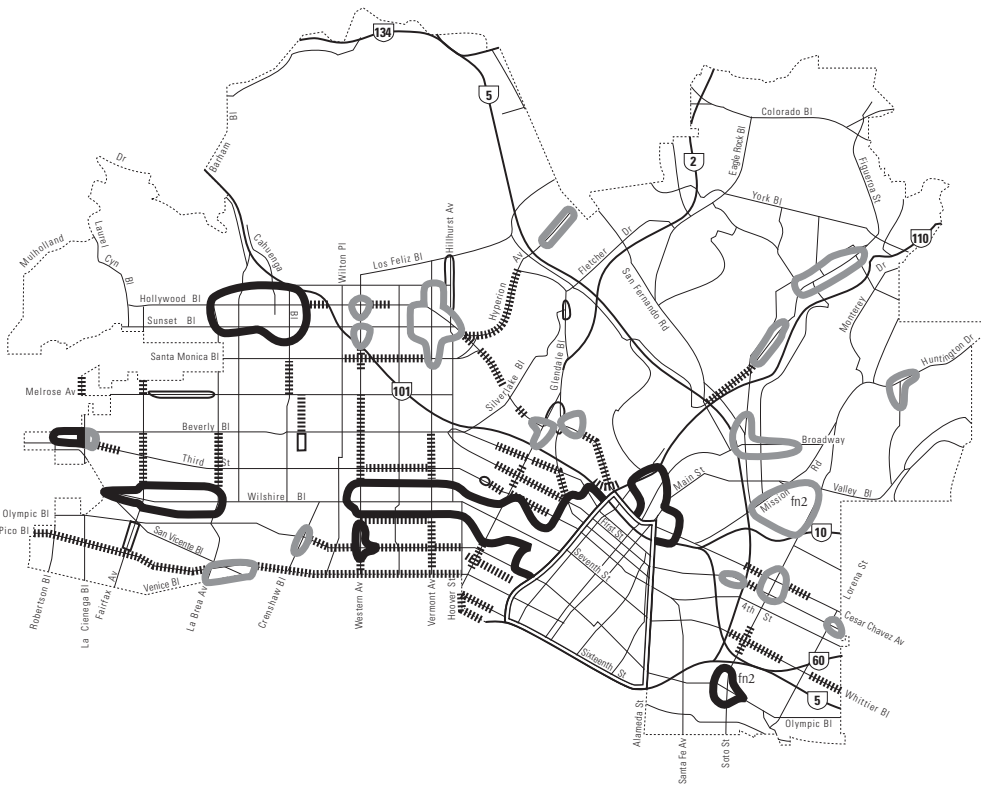 134
5
Colorado Bl
Eagle Rock Bl
2
Figueroa St
Barham Bl
Dr
York Bl
Mulholland
Laurel Cyn Bl
Cahuenga Bl
Wilton Pl
Hillhurst Av
Los Feliz Bl
Fletcher Dr
110
Dr
Hyperion Av
San Fernando Rd
Monterey
Hollywood Bl
Sunset Bl
Santa Monica Bl
Huntington Dr
Silverlake Bl
Glendale Bl
Melrose Av
101
Beverly Bl
Broadway
Third St
Main St
Mission Rd
Valley Bl
fn2
Wilshire Bl
Olympic Bl
Pico Bl
10
San Vicente Bl
First St
Seventh St
Venice Bl
Lorena St
Robertson Bl
La Cienega Bl
Fairfax Av
La Brea Av
Crenshaw Bl
Western Av
Vermont Av
Hoover St
4th St
Cesar Chavez Av
60
Sixteenth St
fn2
5
Whittier Bl
Olympic Bl
Alameda St
Santa Fe Av
Soto St